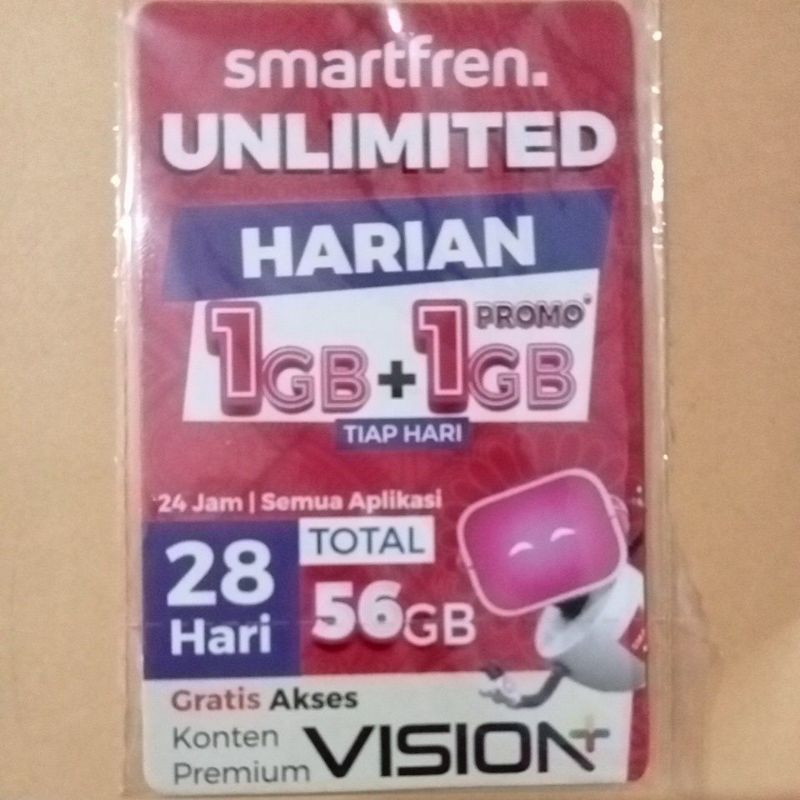 smartfren.
UNLIMITED
HARIAN
1GB + 1GB PROMO*
TIAP HARI
*24 Jam | Semua Aplikasi
28 Hari
TOTAL
56GB
Gratis Akses
Konten
Premium
VISION+